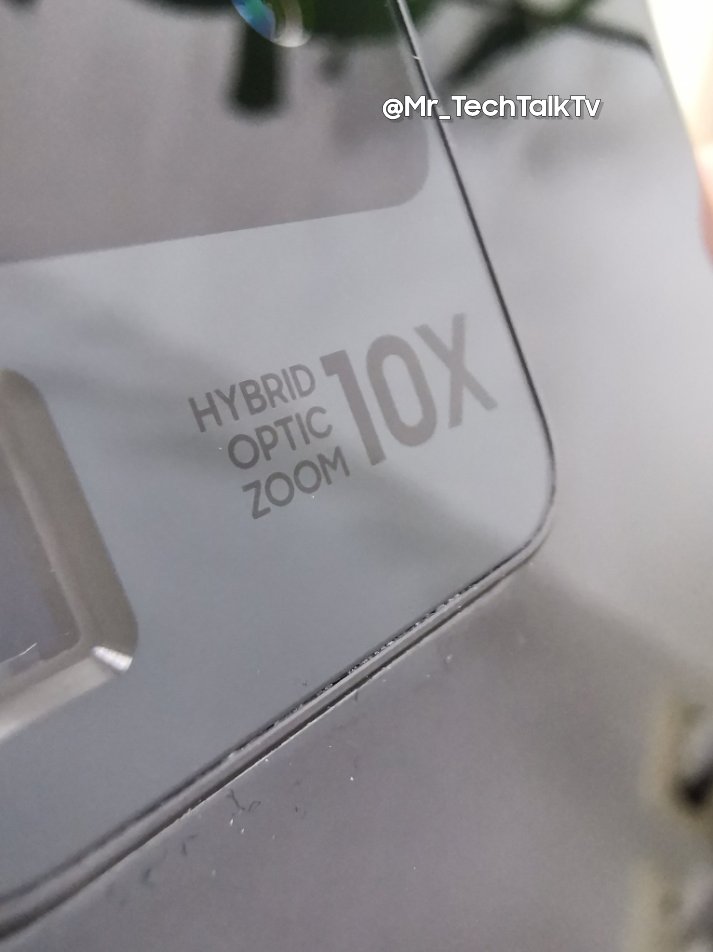 @Mr_TechTalkTv
HYBRID
OPTIC
ZOOM
10X